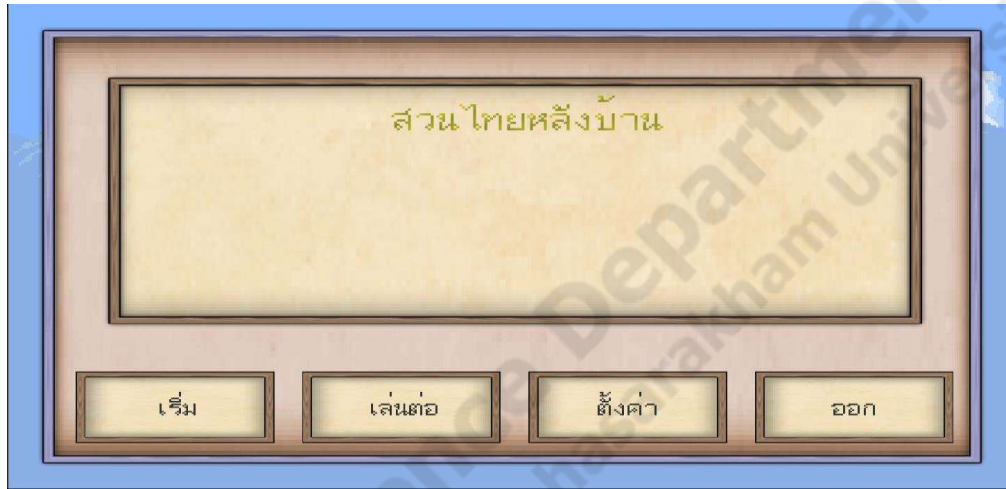 สวนไทยหลังบ้าน
เริ่ม
เล่นต่อ
ตั้งค่า
ออก
Department